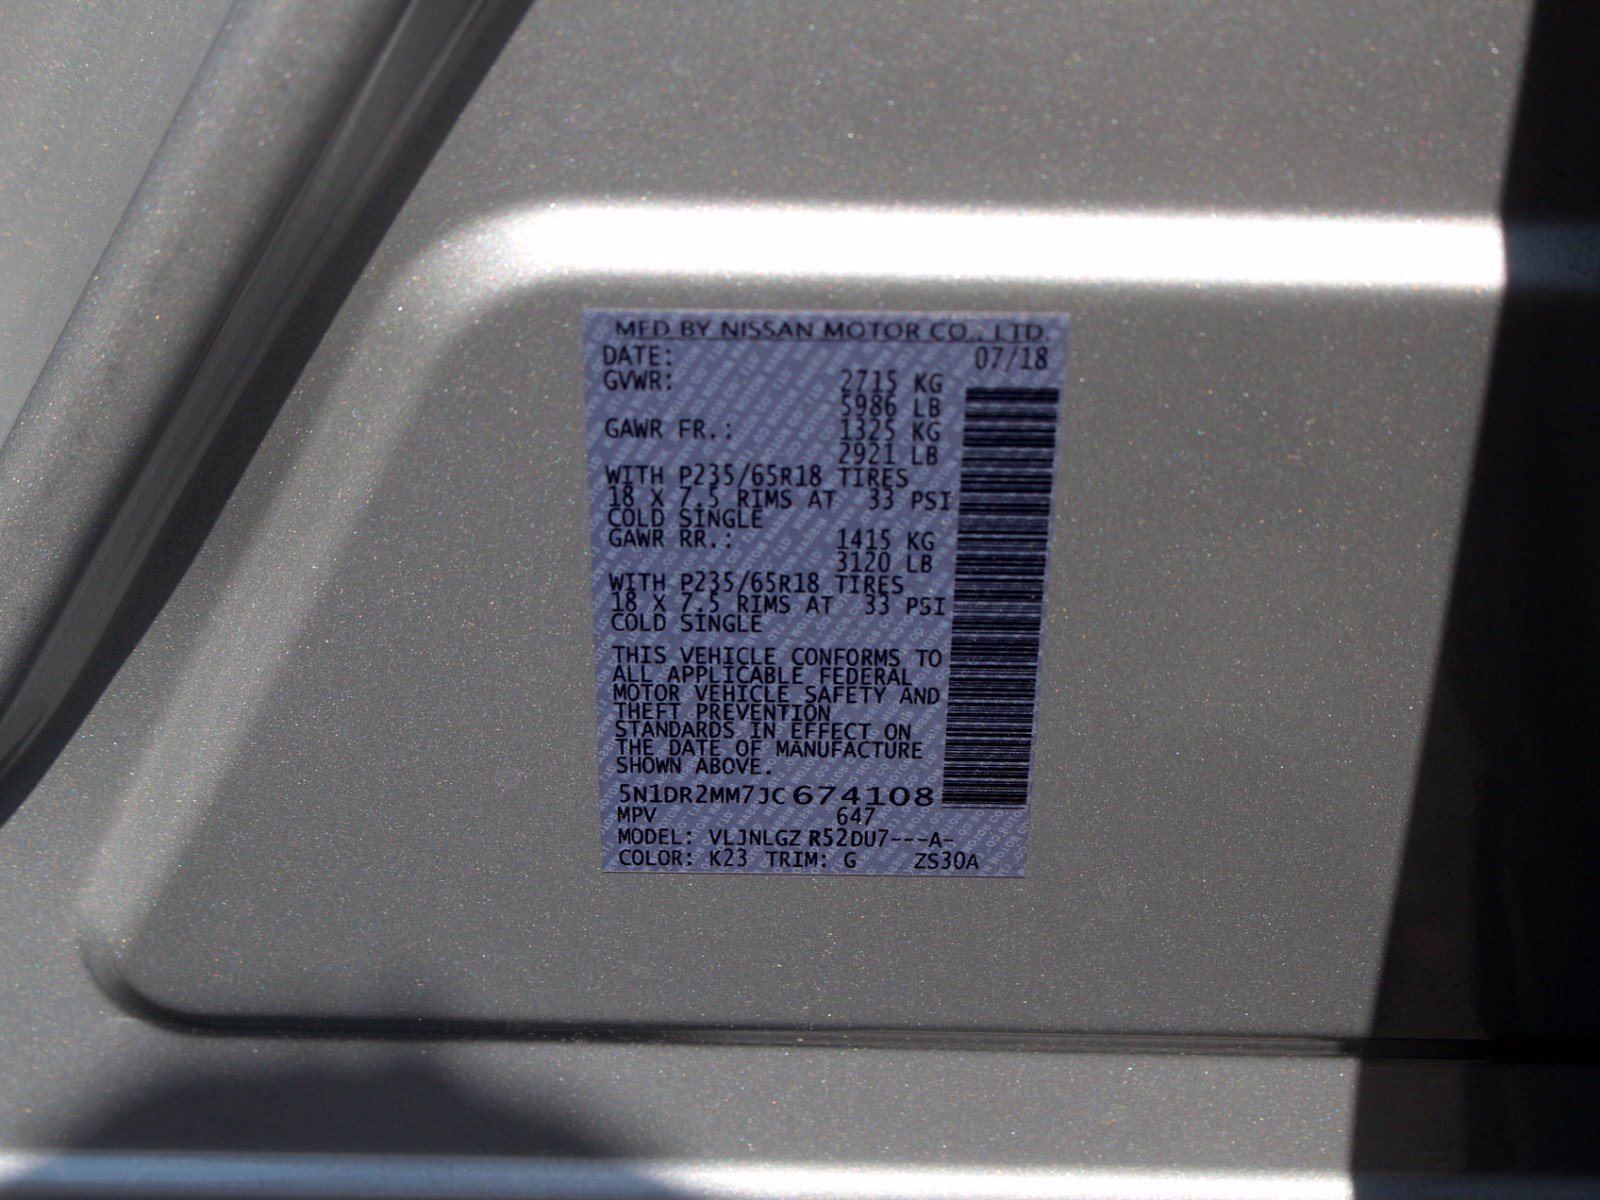 MFD BY NISSAN MOTOR CO., LTD.
DATE: 07/18
GVWR: 2715 KG
5986 LB
GAWR FR.: 1325 KG
2921 LB
WITH P235/65R18 TIRES
18 X 7.5 RIMS AT 33 PSI
COLD SINGLE
GAWR RR.: 1415 KG
3120 LB
WITH P235/65R18 TIRES
18 X 7.5 RIMS AT 33 PSI
COLD SINGLE
THIS VEHICLE CONFORMS TO
ALL APPLICABLE FEDERAL
MOTOR VEHICLE SAFETY AND
THEFT PREVENTION
STANDARDS IN EFFECT ON
THE DATE OF MANUFACTURE
SHOWN ABOVE.
5N1DR2MM7JC674108
MPV 647
MODEL: VLJNLGZ R52DU7---A-
COLOR: K23 TRIM: G ZS30A